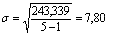 σ = √(243,339 / (5 − 1)) = 7,80